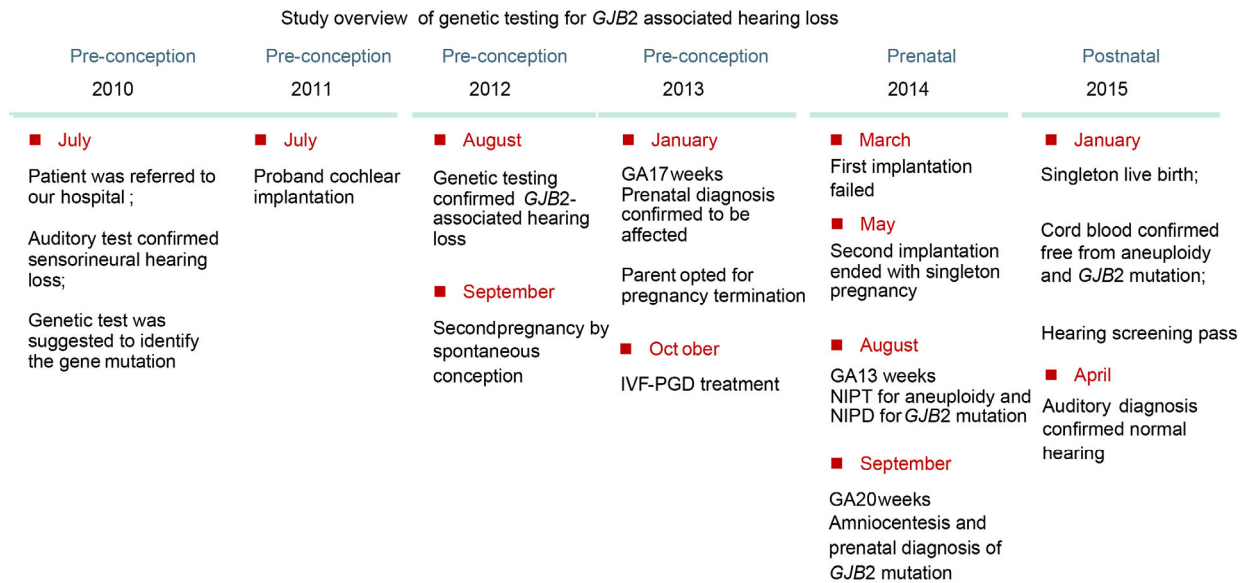 Study overview of genetic testing for GJB2 associated hearing loss
Pre-conception
2010
July
Patient was referred to
our hospital ;
Auditory test confirmed
sensorineural hearing
loss;
Genetic test was
suggested to identify
the gene mutation
Pre-conception
2011
July
Proband cochlear
implantation
Pre-conception
2012
August
Genetic testing
confirmed GJB2-
associated hearing
loss
September
Secondpregnancy by
spontaneous
conception
Pre-conception
2013
January
GA17 weeks
Prenatal diagnosis
confirmed to be
affected
Parent opted for
pregnancy termination
Oct ober
IVF-PGD treatment
Prenatal
2014
March
First implantation
failed
May
Second implantation
ended with singleton
pregnancy
August
GA13 weeks
NIPT for aneuploidy and
NIPD for GJB2 mutation
September
GA20weeks
Amniocentesis and
prenatal diagnosis of
GJB2 mutation
Postnatal
2015
January
Singleton live birth;
Cord blood confirmed
free from aneuploidy
and GJB2 mutation;
Hearing screening pass
April
Auditory diagnosis
confirmed normal
hearing